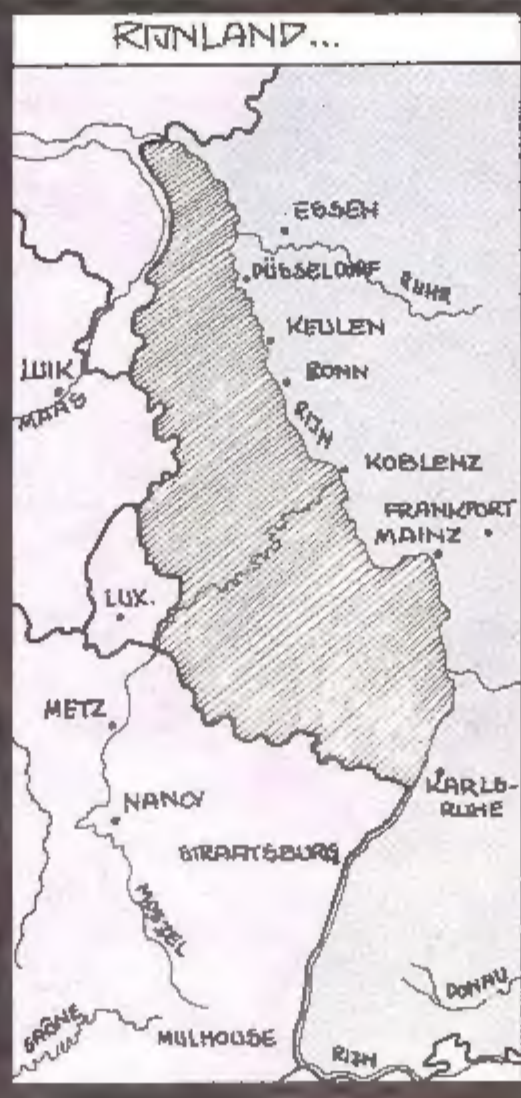 RIJNLAND...
ESSEN
DÜSSELDORF
RUHR
KEULEN
LUIK
BONN
MAAS
RIJN
KOBLENZ
FRANKFORT
MAINZ
LUX.
METZ
KARLS-
RUHE
NANCY
STRAATSBURG
MOEZEL
DONAU
SAÔNE
MULHOUSE
RIJN